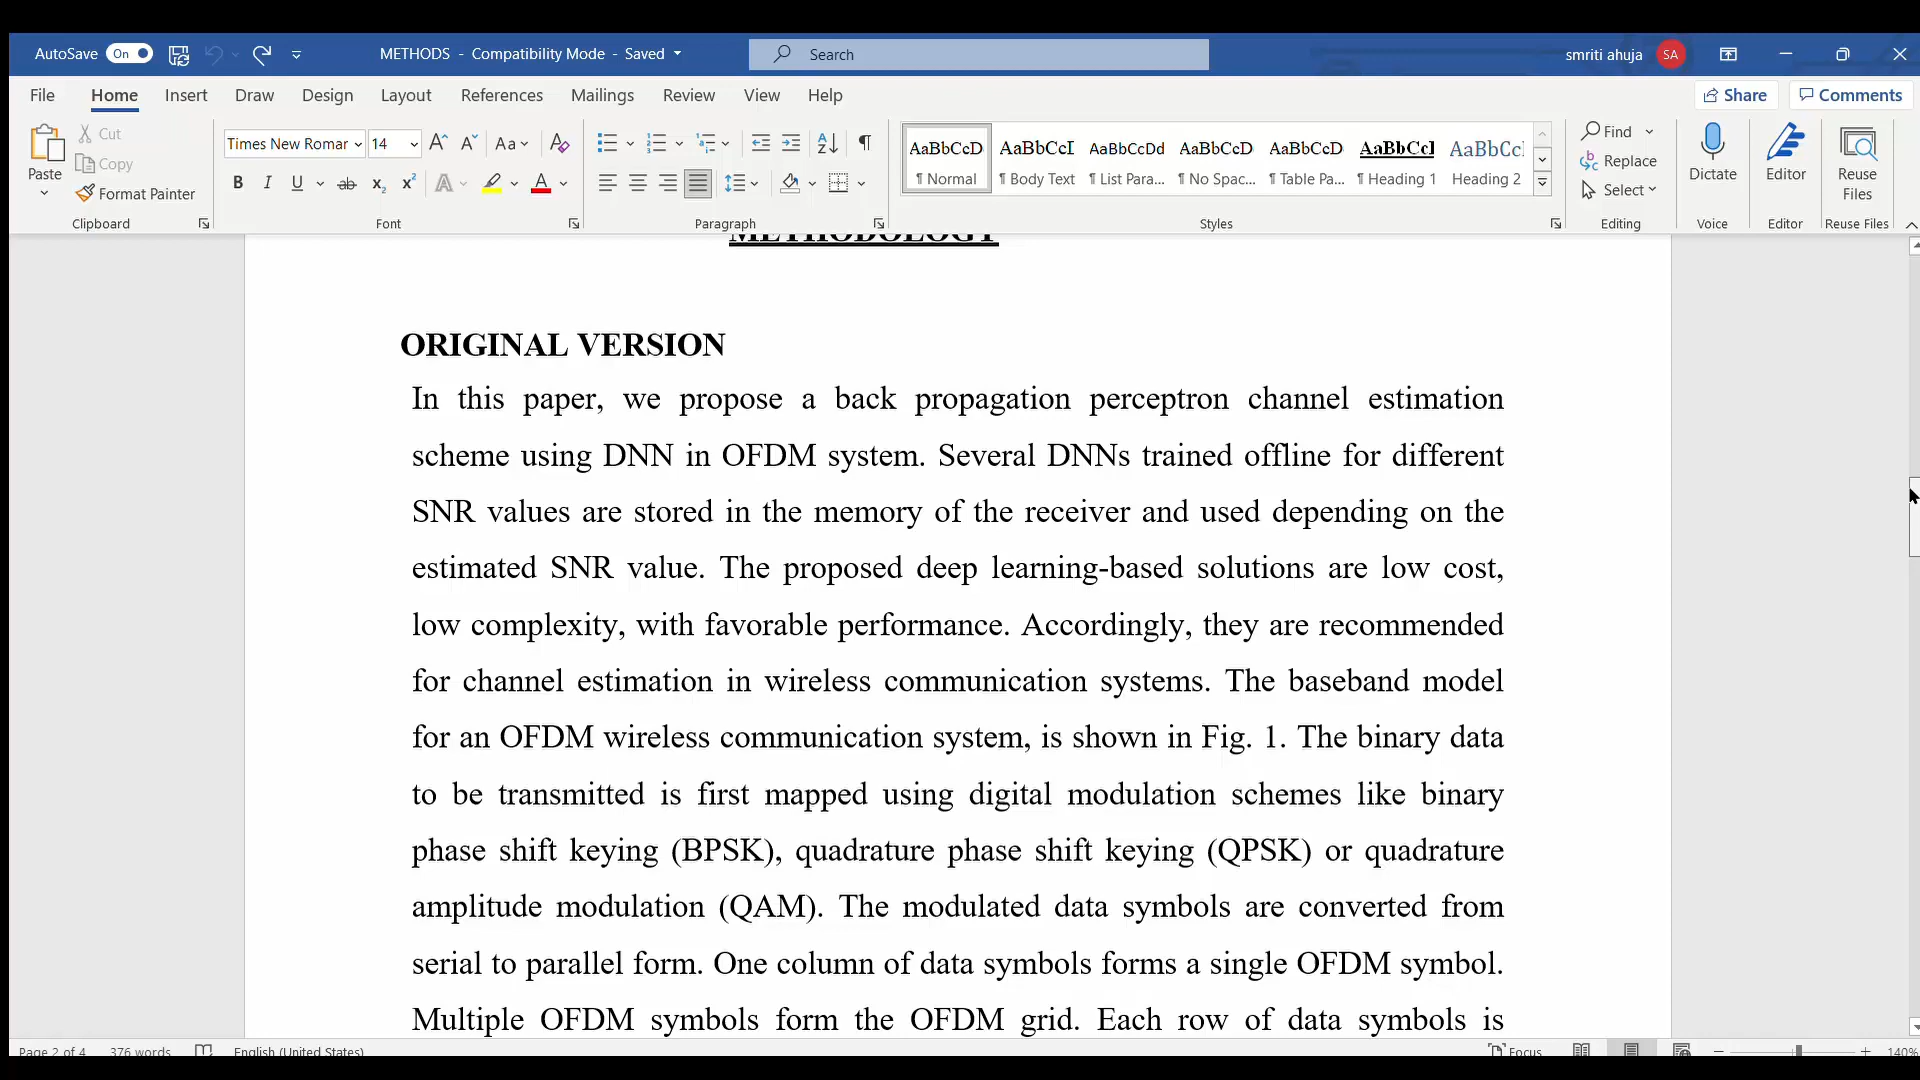 AutoSave On METHODS - Compatibility Mode - Saved Search smriti ahuja SA
File Home Insert Draw Design Layout References Mailings Review View Help Share Comments
Paste Cut Copy Format Painter
Clipboard
Times New Romar 14 Aa
B I U ab x₂ x² A A
Font
Paragraph
AaBbCcD AaBbCcI AaBbCcDd AaBbCcD AaBbCcD AaBbCcI AaBbCc
¶ Normal ¶ Body Text ¶ List Para... ¶ No Spac... ¶ Table Pa... ¶ Heading 1 Heading 2
Styles
Find
Replace
Select
Editing
Dictate
Voice
Editor
Editor
Reuse Files
Reuse Files
METHODOLOGY
ORIGINAL VERSION
In this paper, we propose a back propagation perceptron channel estimation
scheme using DNN in OFDM system. Several DNNs trained offline for different
SNR values are stored in the memory of the receiver and used depending on the
estimated SNR value. The proposed deep learning-based solutions are low cost,
low complexity, with favorable performance. Accordingly, they are recommended
for channel estimation in wireless communication systems. The baseband model
for an OFDM wireless communication system, is shown in Fig. 1. The binary data
to be transmitted is first mapped using digital modulation schemes like binary
phase shift keying (BPSK), quadrature phase shift keying (QPSK) or quadrature
amplitude modulation (QAM). The modulated data symbols are converted from
serial to parallel form. One column of data symbols forms a single OFDM symbol.
Multiple OFDM symbols form the OFDM grid. Each row of data symbols is
Page 2 of 4 376 words English (United States) Focus 140%